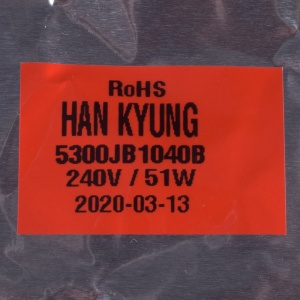 RoHS
HAN KYUNG
5300JB1040B
240V / 51W
2020-03-13